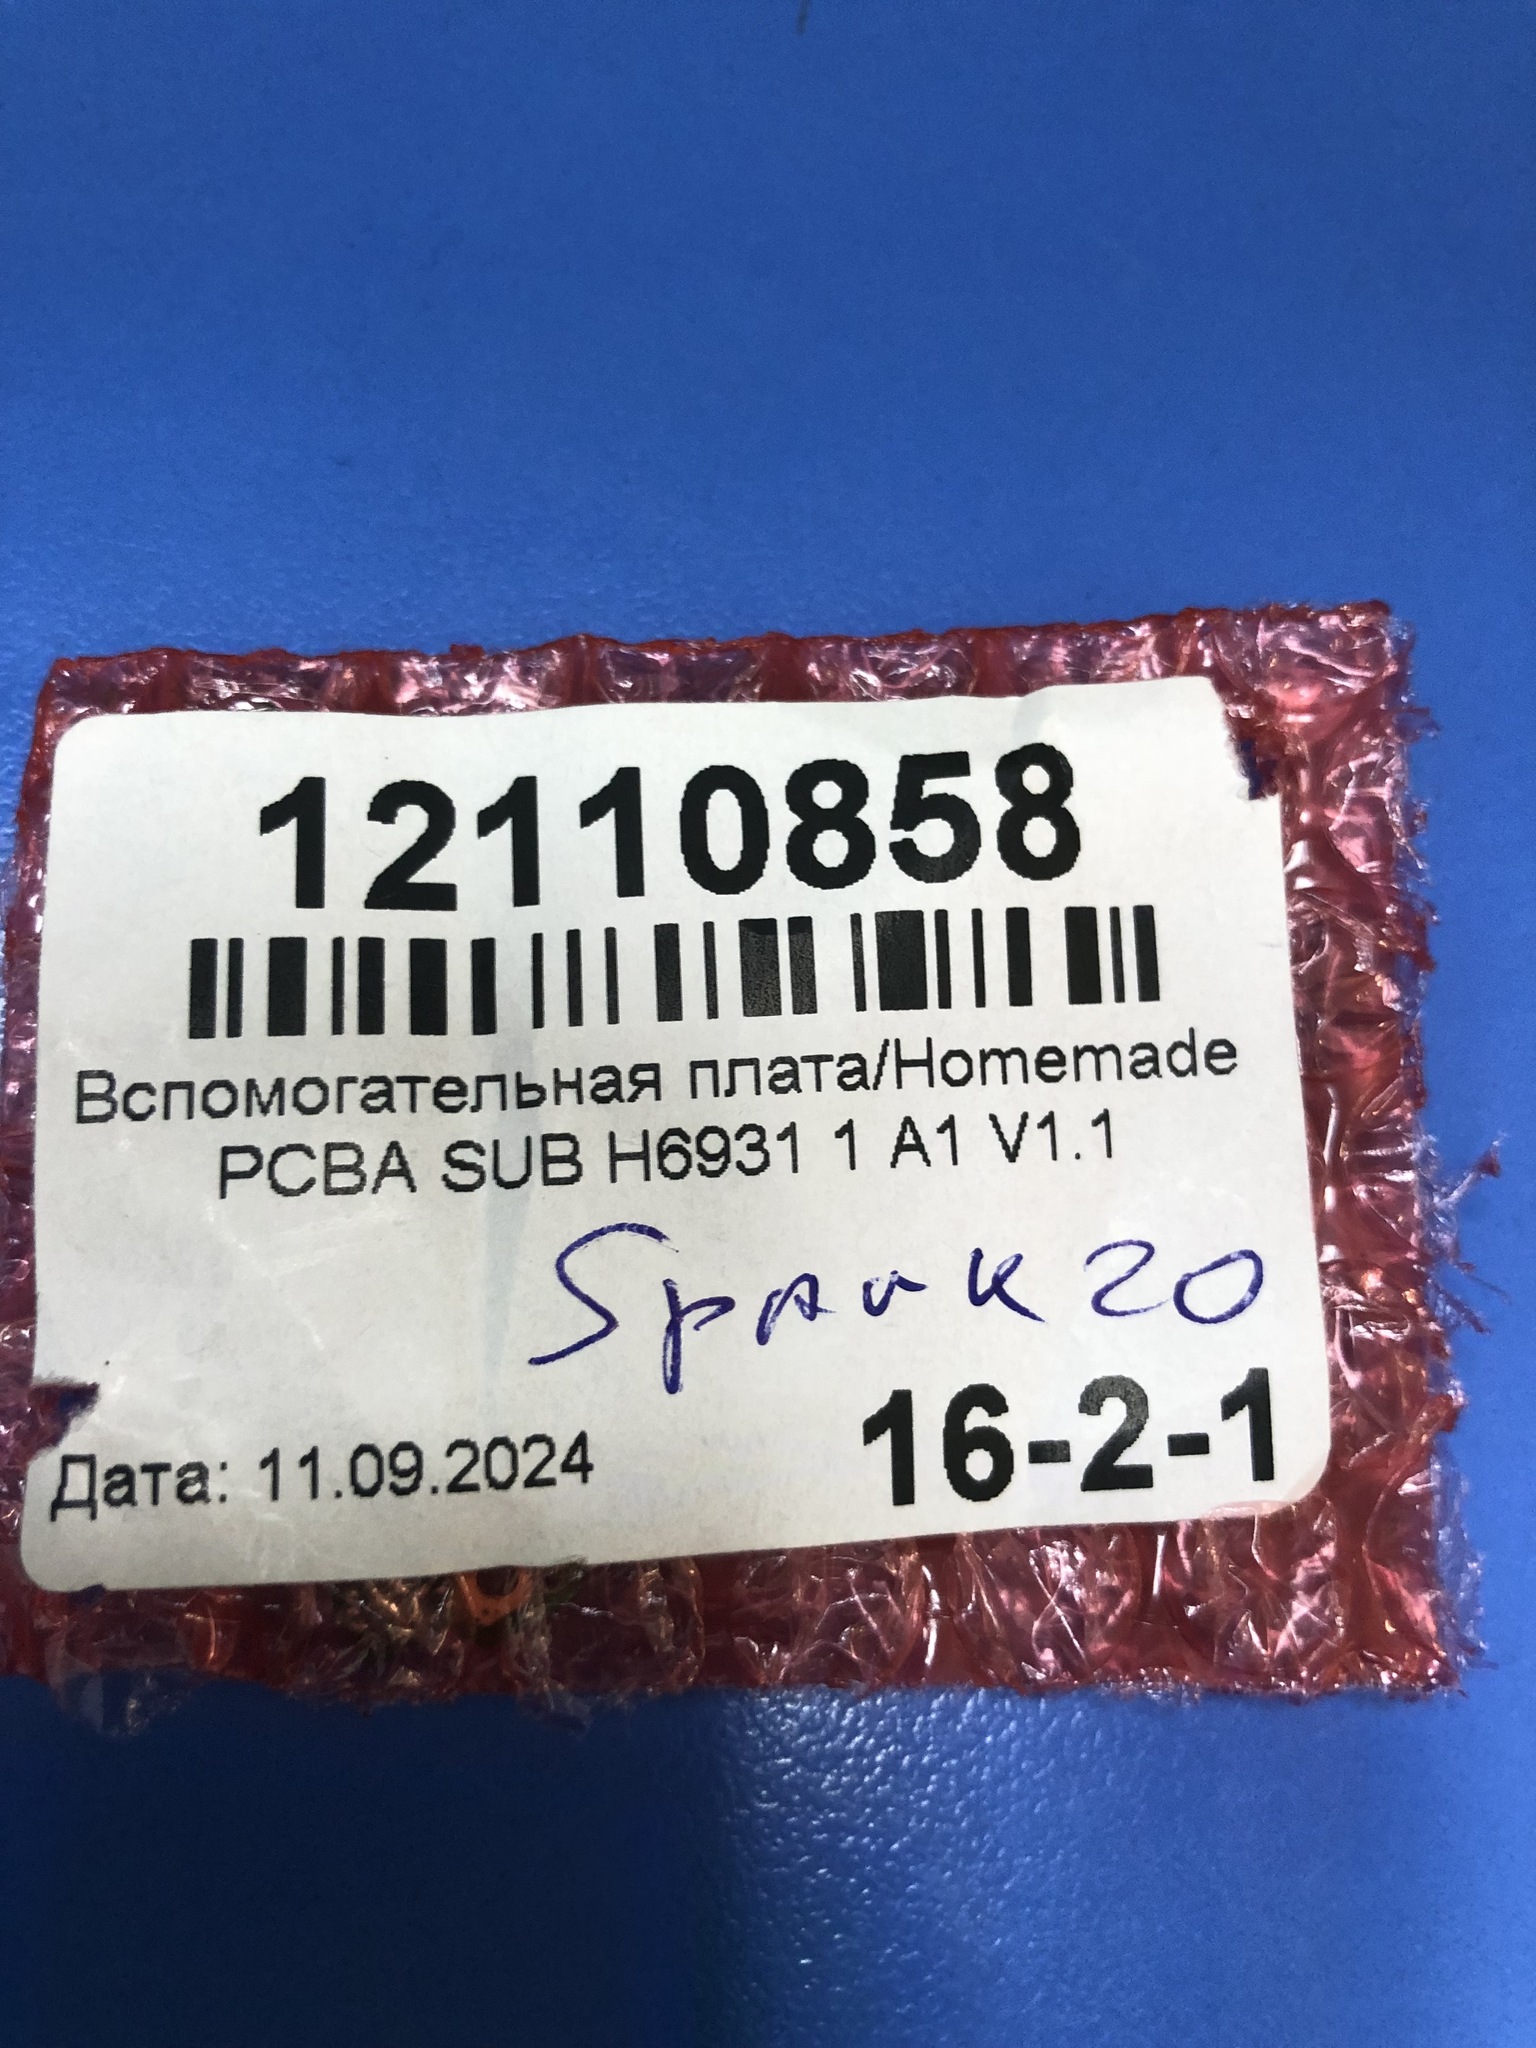 12110858
Вспомогательная плата/Homemade
PCBA SUB H6931 1 A1 V1.1
Spark 20
16-2-1
Дата: 11.09.2024